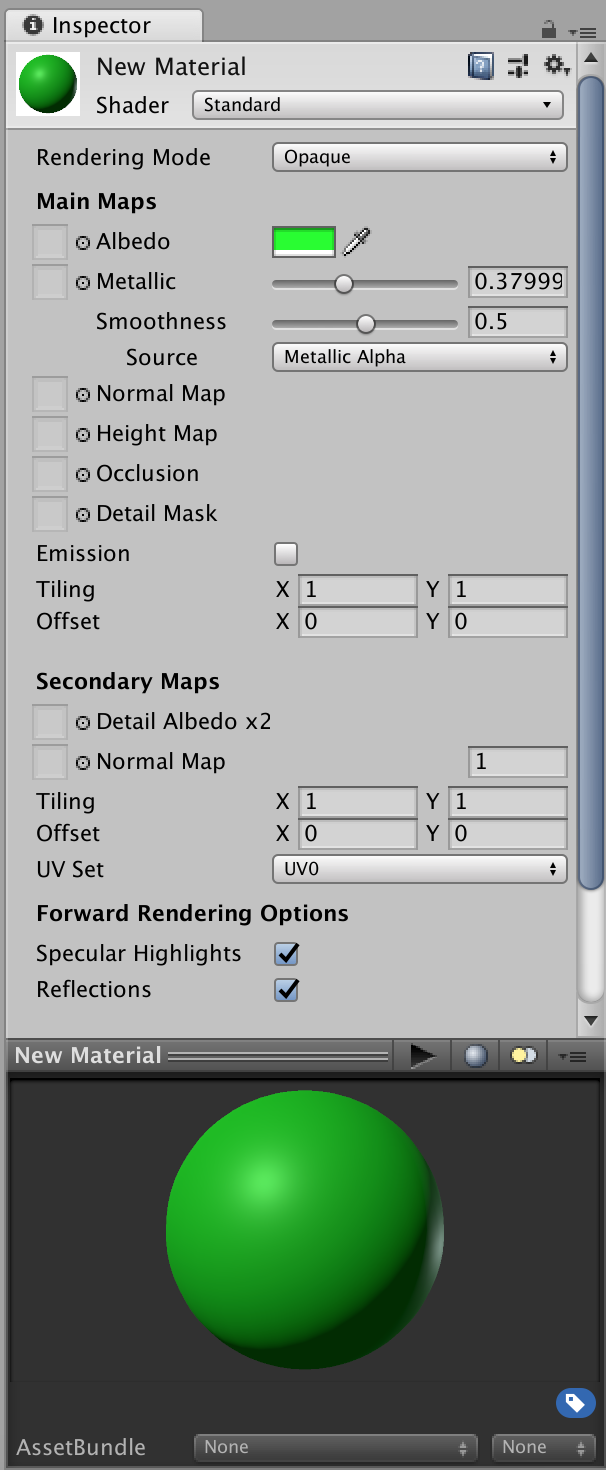 Inspector
New Material
Shader Standard
Rendering Mode Opaque
Main Maps
Albedo
Metallic 0.37999
Smoothness 0.5
Source Metallic Alpha
Normal Map
Height Map
Occlusion
Detail Mask
Emission
Tiling X 1 Y 1
Offset X 0 Y 0
Secondary Maps
Detail Albedo x2
Normal Map 1
Tiling X 1 Y 1
Offset X 0 Y 0
UV Set UV0
Forward Rendering Options
Specular Highlights
Reflections
New Material
AssetBundle None None